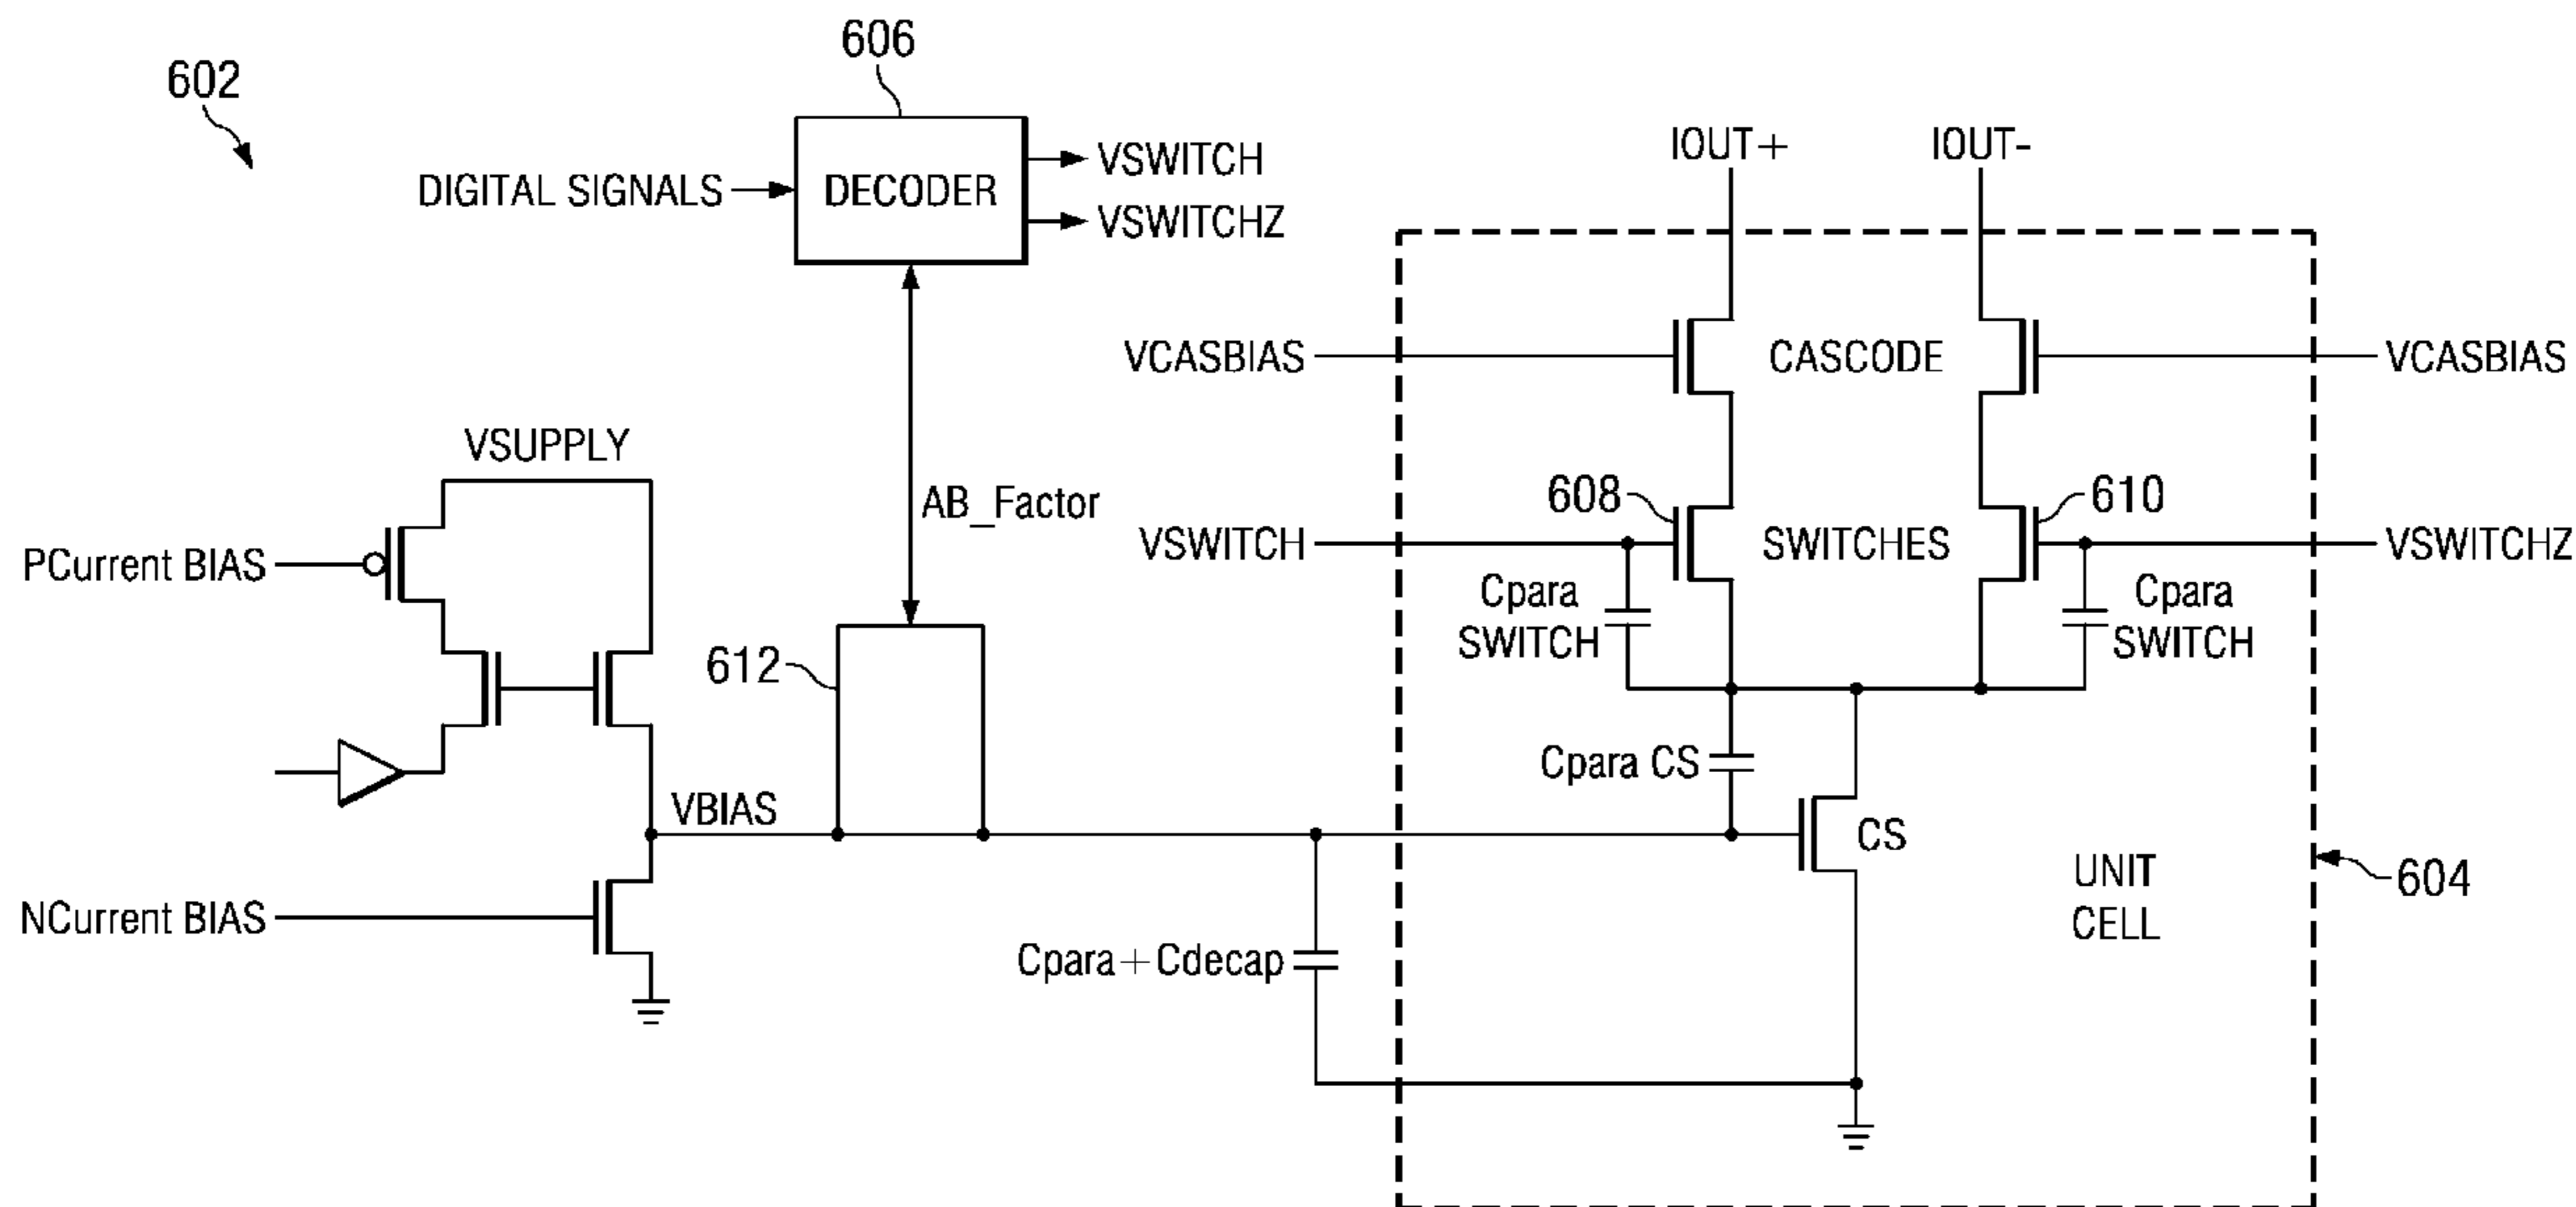 606
602
DIGITAL SIGNALS
DECODER
VSWITCH
VSWITCHZ
IOUT+
IOUT-
VCASBIAS
CASCODE
VCASBIAS
VSUPPLY
AB_Factor
608
610
VSWITCH
SWITCHES
VSWITCHZ
PCurrent BIAS
Cpara
SWITCH
Cpara
SWITCH
612
Cpara CS
VBIAS
CS
UNIT
CELL
604
NCurrent BIAS
Cpara+Cdecap